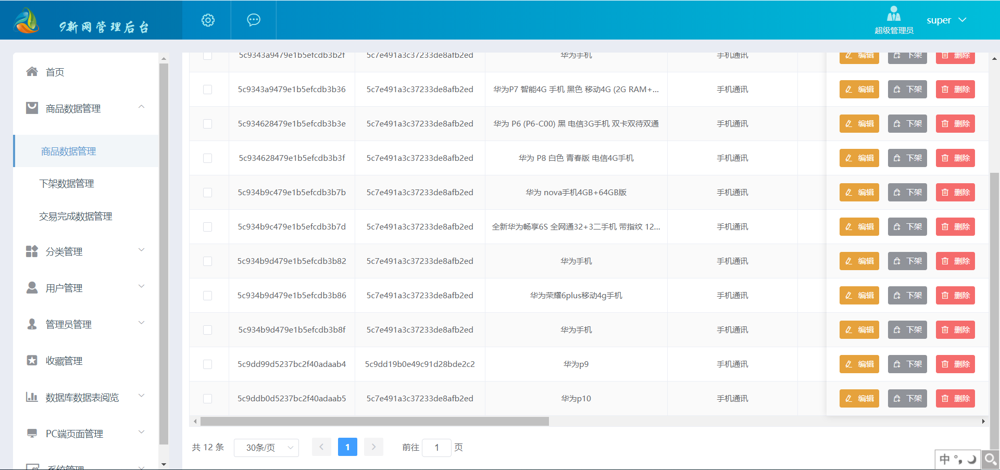 9新网管理后台
超级管理员
super
首页
商品数据管理
商品数据管理
下架数据管理
交易完成数据管理
分类管理
用户管理
管理员管理
收藏管理
数据库数据表阅览
PC端页面管理
系统管理
5c9343a9479e1b5efcdb3b2f 5c7e491a3c37233de8afb2ed 华为手机 手机通讯 编辑 下架 删除
5c9343a9479e1b5efcdb3b36 5c7e491a3c37233de8afb2ed 华为P7 智能4G 手机 黑色 移动4G (2G RAM+... 手机通讯 编辑 下架 删除
5c934628479e1b5efcdb3b3e 5c7e491a3c37233de8afb2ed 华为 P6 (P6-C00) 黑 电信3G手机 双卡双待双通 手机通讯 编辑 下架 删除
5c934628479e1b5efcdb3b3f 5c7e491a3c37233de8afb2ed 华为 P8 白色 青春版 电信4G手机 手机通讯 编辑 下架 删除
5c934b9c479e1b5efcdb3b7b 5c7e491a3c37233de8afb2ed 华为 nova手机4GB+64GB版 手机通讯 编辑 下架 删除
5c934b9c479e1b5efcdb3b7d 5c7e491a3c37233de8afb2ed 全新华为畅享6S 全网通32+3二手机 带指纹 12... 手机通讯 编辑 下架 删除
5c934b9d479e1b5efcdb3b82 5c7e491a3c37233de8afb2ed 华为手机 手机通讯 编辑 下架 删除
5c934b9d479e1b5efcdb3b86 5c7e491a3c37233de8afb2ed 华为荣耀6plus移动4g手机 手机通讯 编辑 下架 删除
5c934b9d479e1b5efcdb3b8f 5c7e491a3c37233de8afb2ed 华为手机 手机通讯 编辑 下架 删除
5c9dd99d5237bc2f40adaab4 5c9dd19b0e49c91d28bde2c2 华为p9 手机通讯 编辑 下架 删除
5c9ddb0d5237bc2f40adaab5 5c7e491a3c37233de8afb2ed 华为p10 手机通讯 编辑 下架 删除
共 12 条 30条/页 1 前往 1 页
中 °,